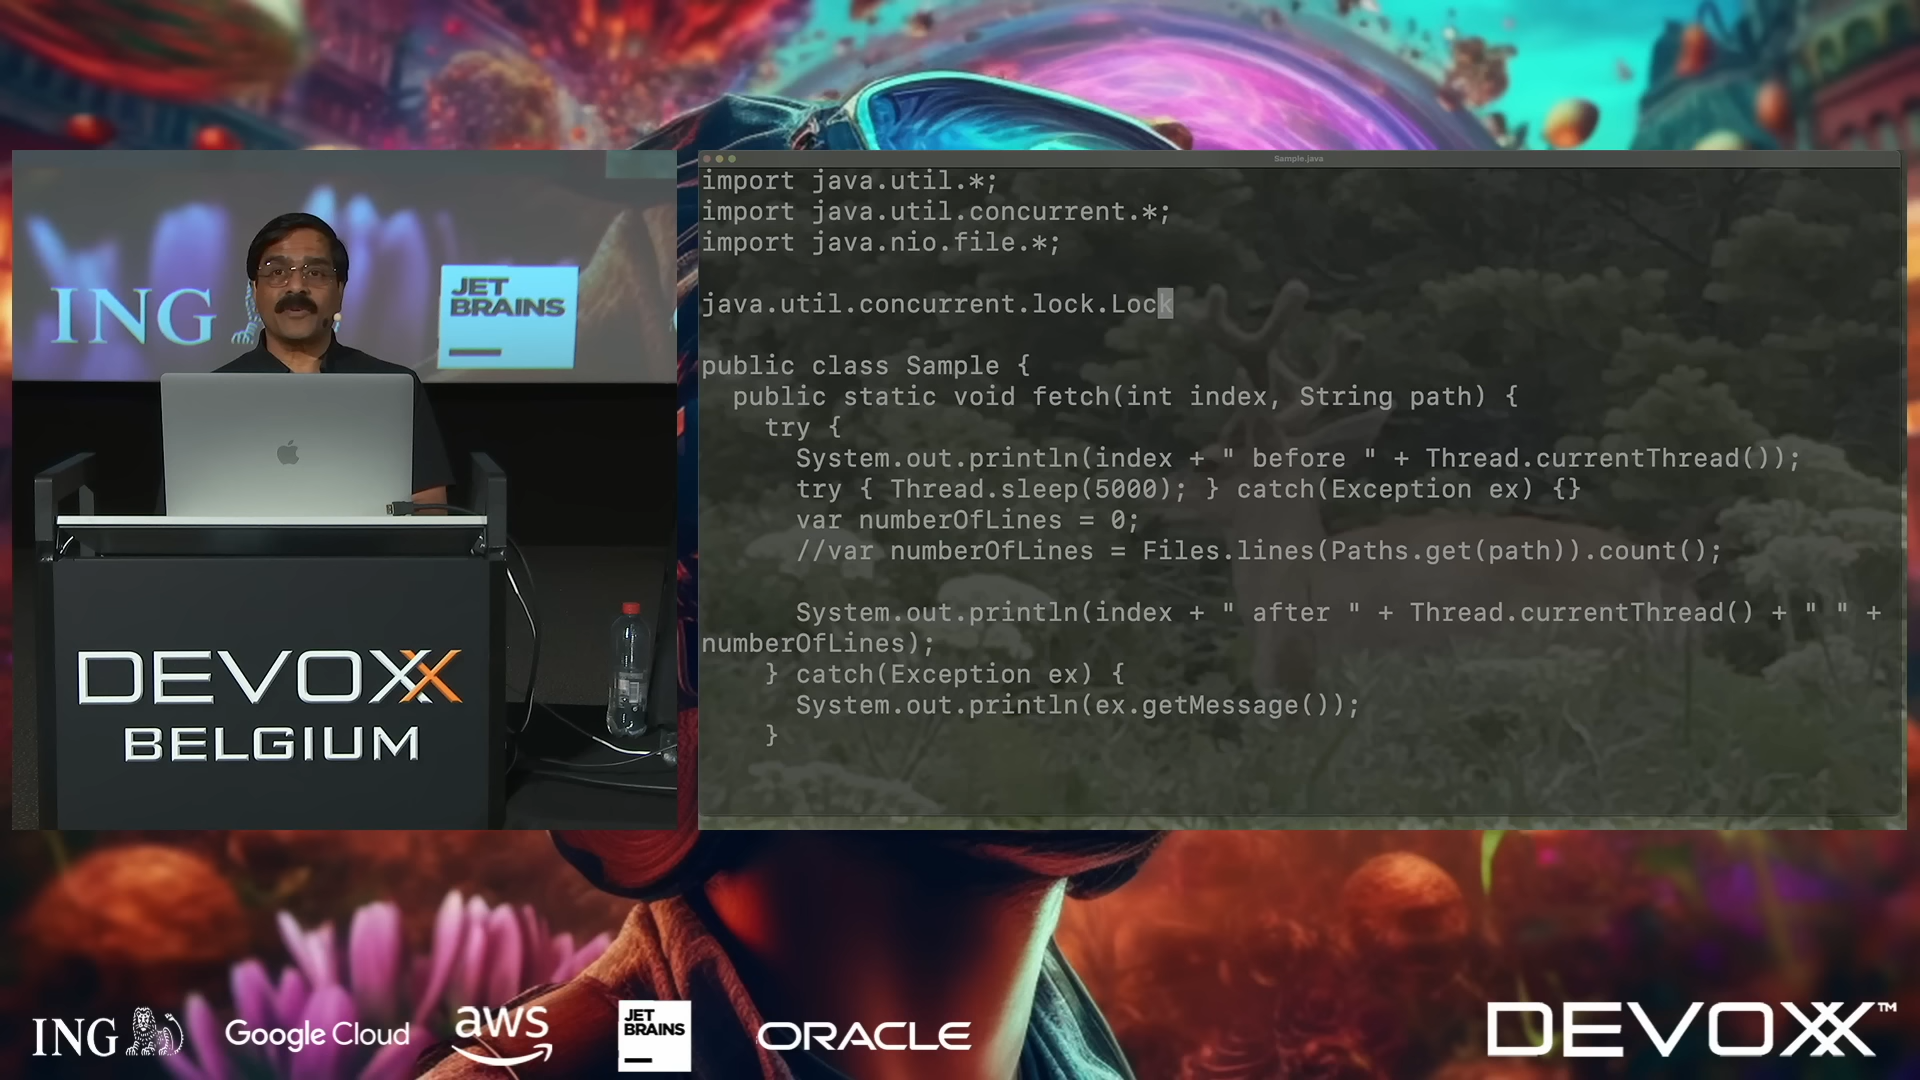 ING
JET
BRAINS
DEVOXX
BELGIUM
Sample.java
import java.util.*;
import java.util.concurrent.*;
import java.nio.file.*;
java.util.concurrent.lock.Lock
public class Sample {
public static void fetch(int index, String path) {
try {
System.out.println(index + " before " + Thread.currentThread());
try { Thread.sleep(5000); } catch(Exception ex) {}
var numberOfLines = 0;
//var numberOfLines = Files.lines(Paths.get(path)).count();
System.out.println(index + " after " + Thread.currentThread() + " " +
numberOfLines);
} catch(Exception ex) {
System.out.println(ex.getMessage());
}
ING
Google Cloud
aws
JET
BRAINS
ORACLE
DEVOXX™